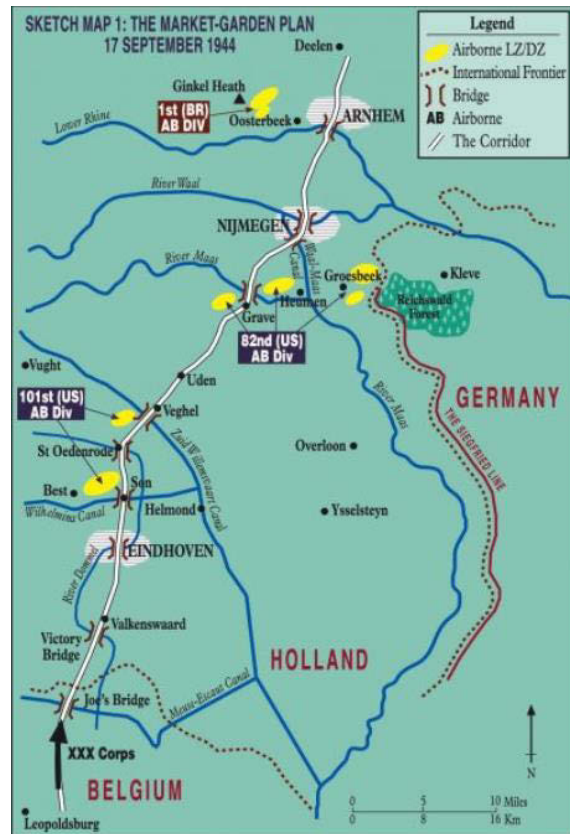 SKETCH MAP 1: THE MARKET-GARDEN PLAN
17 SEPTEMBER 1944
Legend
Airborne LZ/DZ
International Frontier
Bridge
AB Airborne
The Corridor
Deelen
Ginkel Heath
1st (BR)
AB DIV
Oosterbeek
ARNHEM
Lower Rhine
River Waal
NIJMEGEN
Waal-Maas
Canal
River Maas
Groesbeek
Kleve
Heumen
Reichswald
Forest
Grave
82nd (US)
AB Div
Vught
Uden
River Maas
GERMANY
THE SIEGFRIED LINE
101st (US)
AB Div
Veghel
Zuid Willemsvaart Canal
St Oedenrode
Overloon
Best
Son
Wilhelmina Canal
Helmond
Ysselsteyn
EINDHOVEN
River Dommel
Valkenswaard
Victory
Bridge
HOLLAND
Joe's Bridge
Meuse-Escaut Canal
XXX Corps
BELGIUM
N
0 5 10 Miles
0 8 16 Km
Leopoldsburg